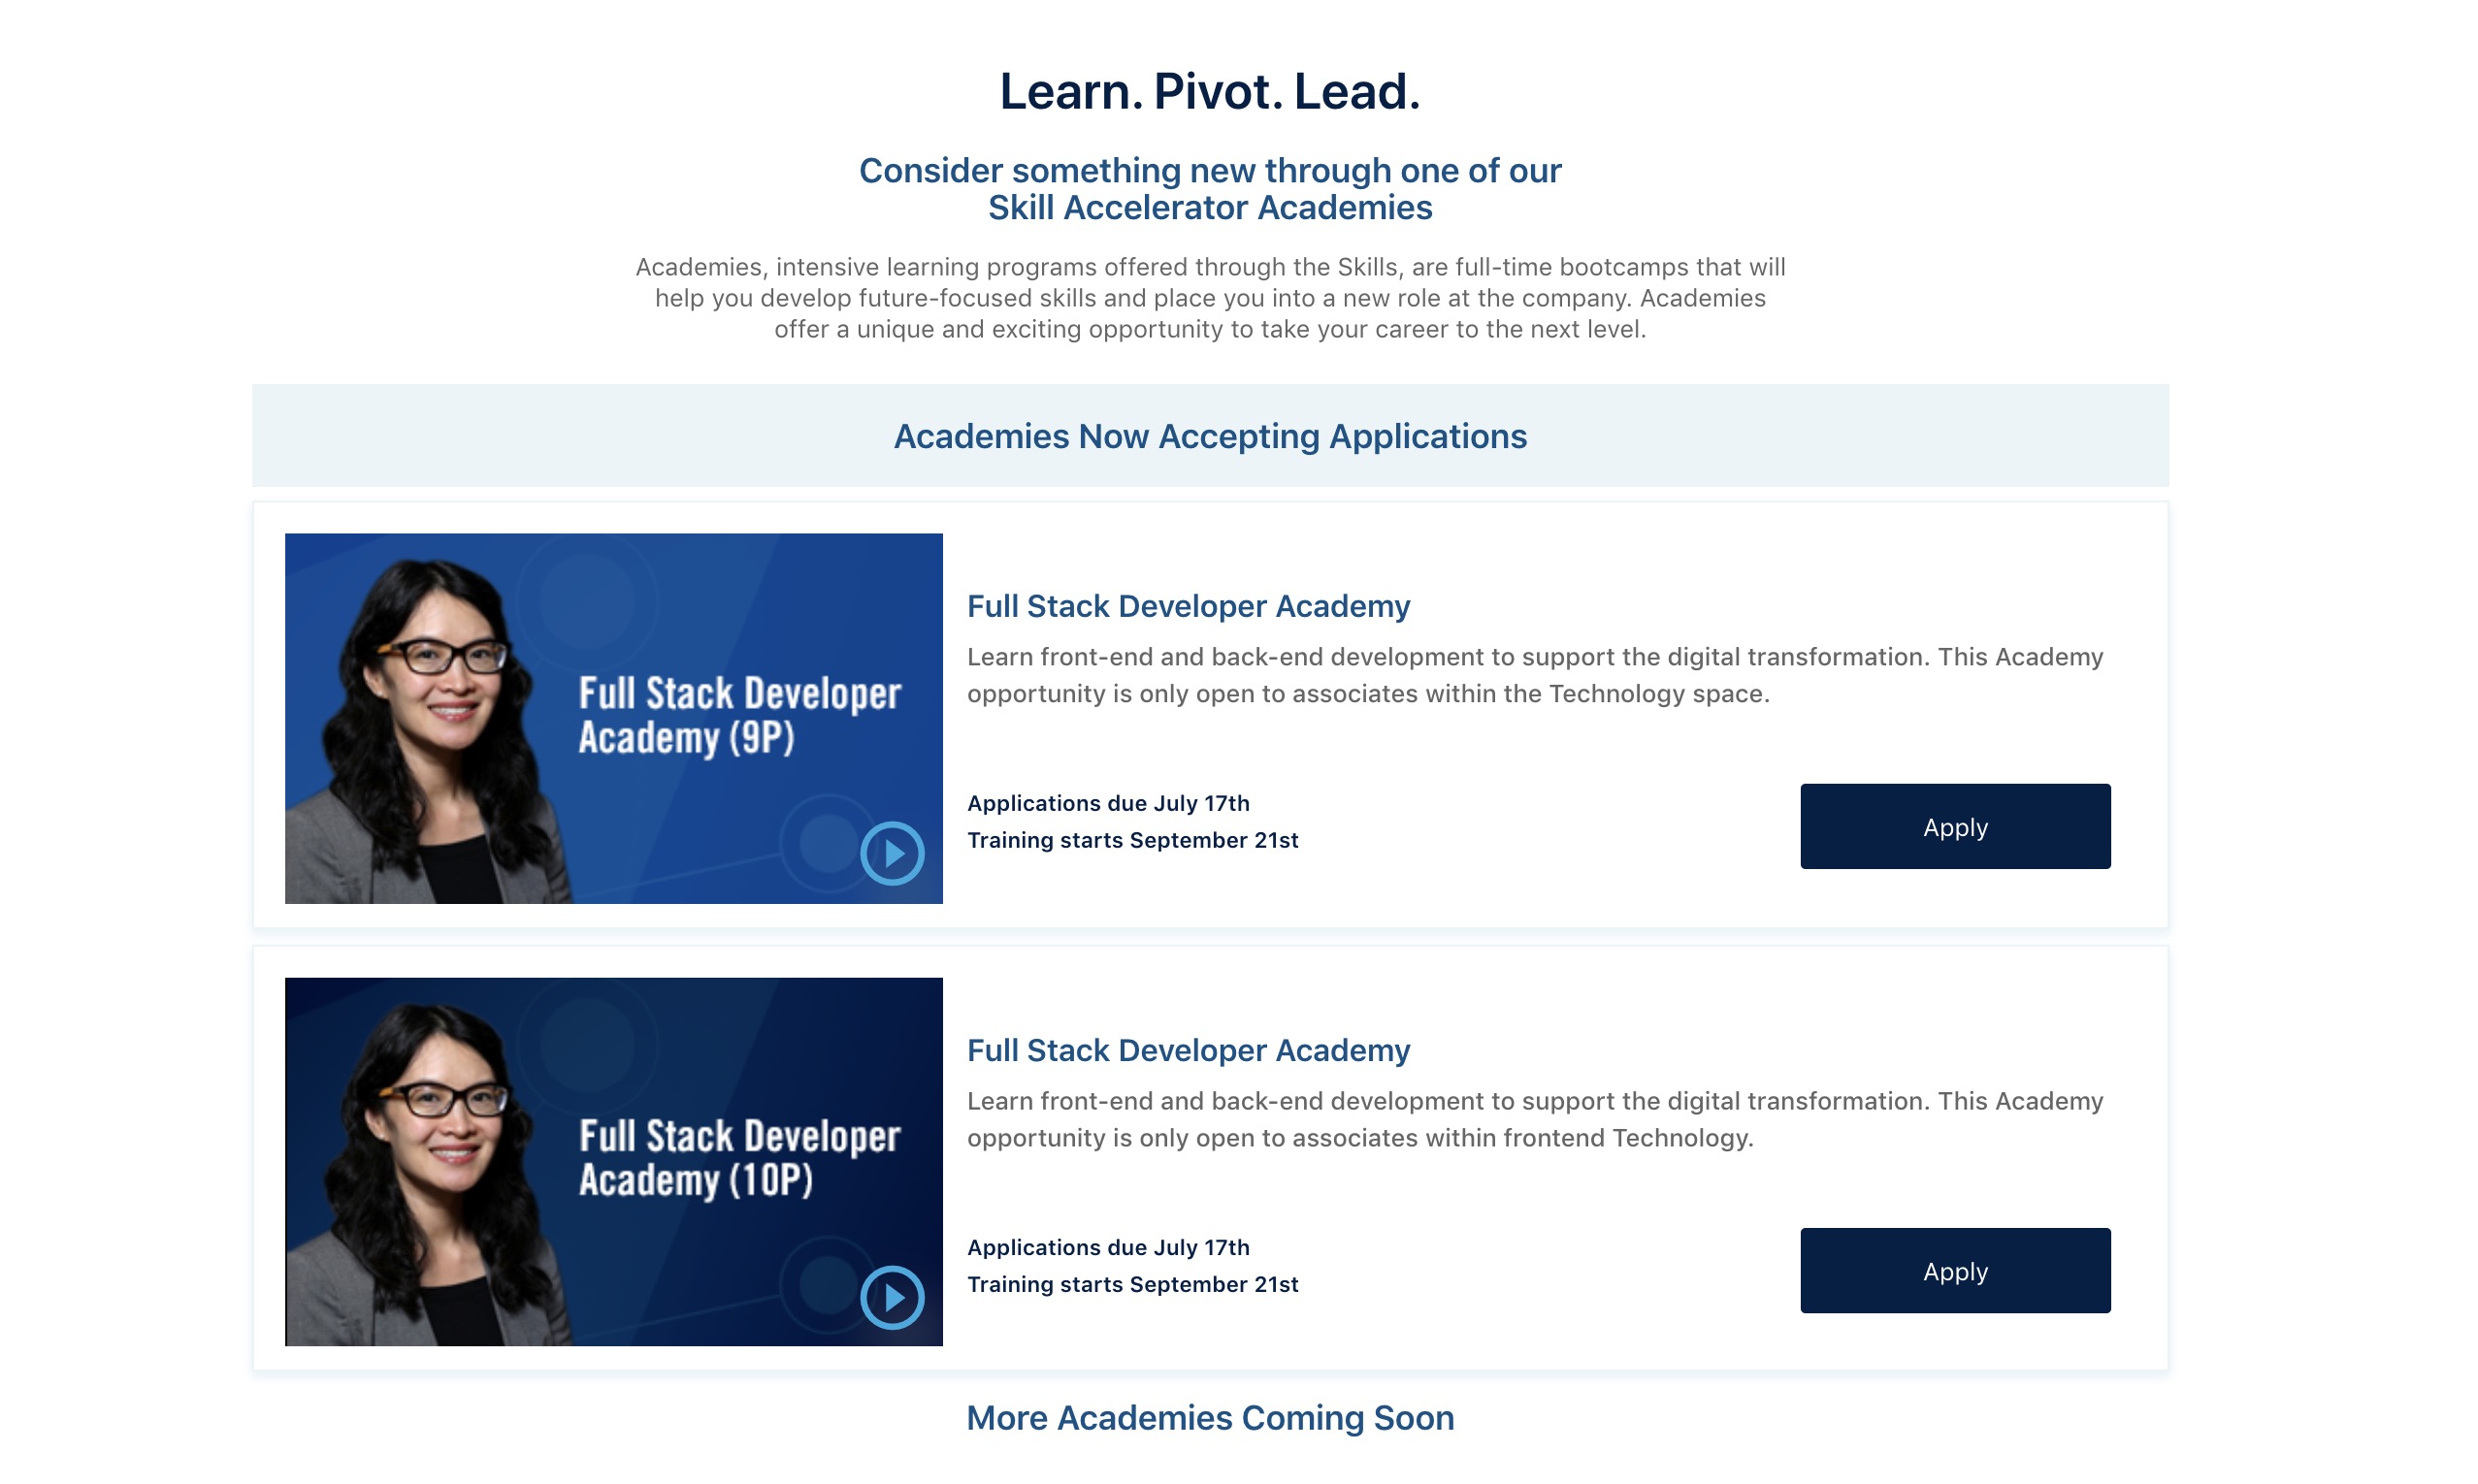 Learn. Pivot. Lead.
Consider something new through one of our
Skill Accelerator Academies
Academies, intensive learning programs offered through the Skills, are full-time bootcamps that will
help you develop future-focused skills and place you into a new role at the company. Academies
offer a unique and exciting opportunity to take your career to the next level.
Academies Now Accepting Applications
Full Stack Developer
Academy (9P)
Full Stack Developer Academy
Learn front-end and back-end development to support the digital transformation. This Academy
opportunity is only open to associates within the Technology space.
Applications due July 17th
Training starts September 21st
Apply
Full Stack Developer
Academy (10P)
Full Stack Developer Academy
Learn front-end and back-end development to support the digital transformation. This Academy
opportunity is only open to associates within frontend Technology.
Applications due July 17th
Training starts September 21st
Apply
More Academies Coming Soon